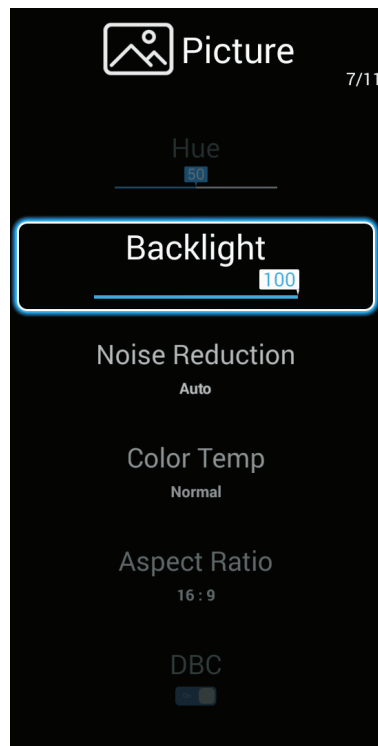 Picture
7/11
Hue
50
Backlight
100
Noise Reduction
Auto
Color Temp
Normal
Aspect Ratio
16 : 9
DBC